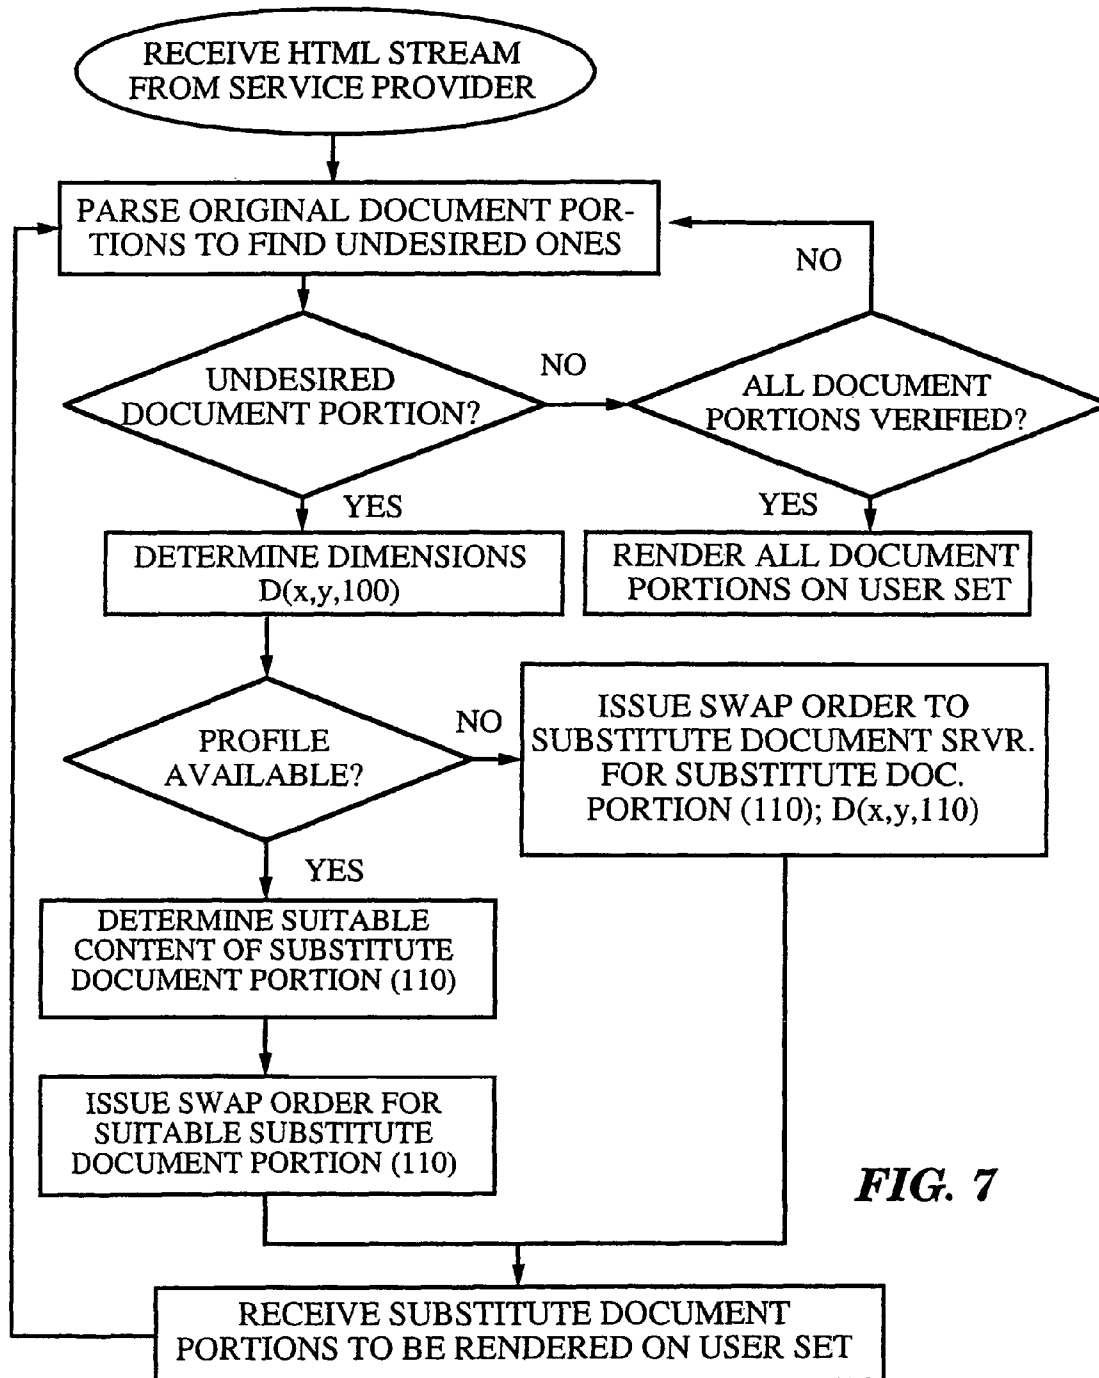 RECEIVE HTML STREAM
FROM SERVICE PROVIDER
PARSE ORIGINAL DOCUMENT POR-
TIONS TO FIND UNDESIRED ONES
NO
UNDESIRED
DOCUMENT PORTION?
NO
ALL DOCUMENT
PORTIONS VERIFIED?
YES
YES
DETERMINE DIMENSIONS
D(x,y,100)
RENDER ALL DOCUMENT
PORTIONS ON USER SET
PROFILE
AVAILABLE?
NO
ISSUE SWAP ORDER TO
SUBSTITUTE DOCUMENT SRVR.
FOR SUBSTITUTE DOC.
PORTION (110); D(x,y,110)
YES
DETERMINE SUITABLE
CONTENT OF SUBSTITUTE
DOCUMENT PORTION (110)
ISSUE SWAP ORDER FOR
SUITABLE SUBSTITUTE
DOCUMENT PORTION (110)
FIG. 7
RECEIVE SUBSTITUTE DOCUMENT
PORTIONS TO BE RENDERED ON USER SET